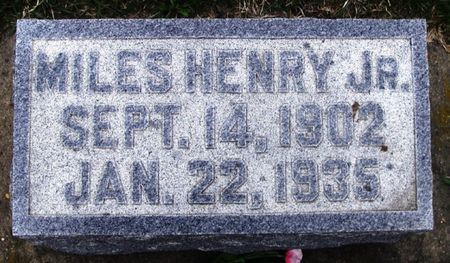 MILES HENRY JR.
SEPT. 14, 1902
JAN. 22, 1935